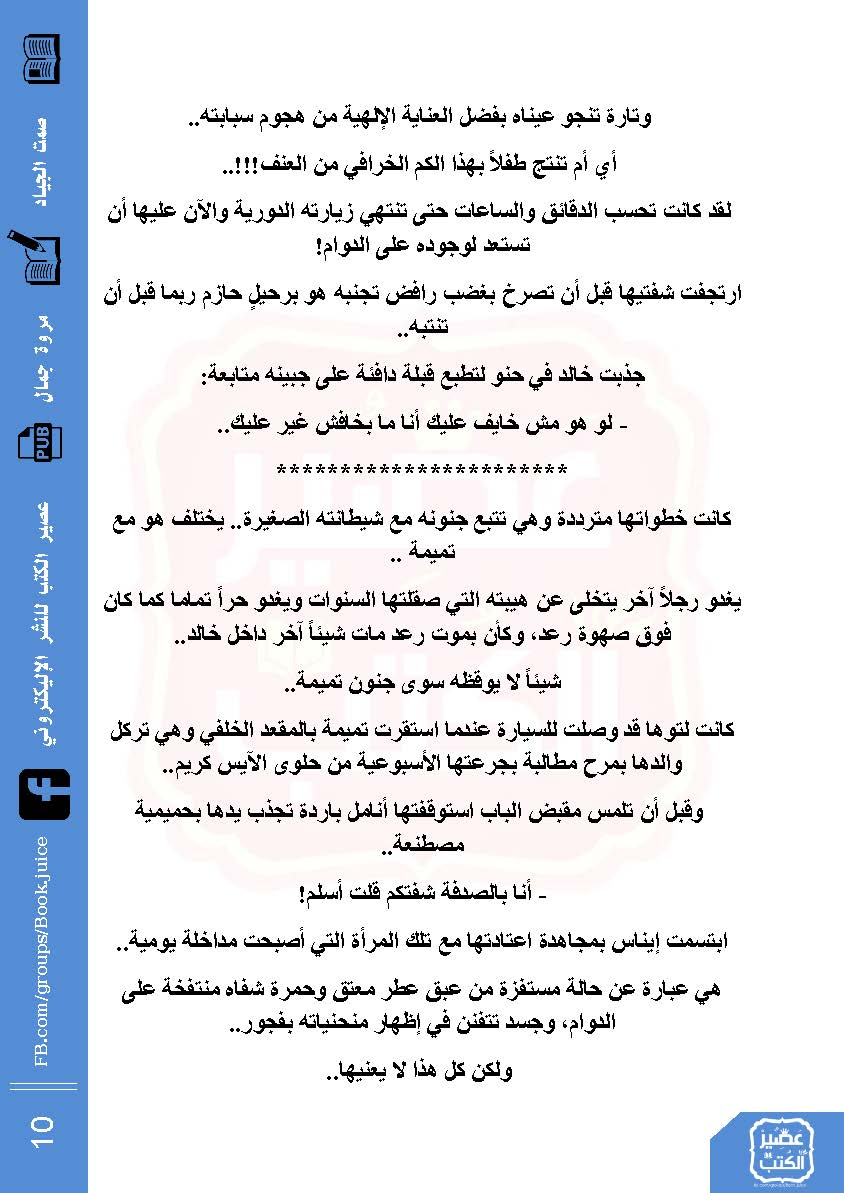 وتارة تنجو عيناه بفضل العناية الإلهية من هجوم سبابته..
أي أم تنتج طفلاً بهذا الكم الخرافي من العنف!!!..
لقد كانت تحسب الدقائق والساعات حتى تنتهي زيارته الدورية والآن عليها أن
تستعد لوجوده على الدوام!
ارتجفت شفتيها قبل أن تصرخ بغضب رافض تجنبه هو برحيلٍ حازم ربما قبل أن
تنتبه..
جذبت خالد في حنو لتطبع قبلة دافئة على جبينه متابعة:
- لو هو مش خايف عليك أنا ما بخافش غير عليك..
***********************
كانت خطواتها مترددة وهي تتبع جنونه مع شيطانته الصغيرة.. يختلف هو مع
تميمة ..
يغدو رجلاً آخر يتخلى عن هيبته التي صقلتها السنوات ويغدو حراً تماما كما كان
فوق صهوة رعد، وكأن بموت رعد مات شيئاً آخر داخل خالد..
شيئاً لا يوقظه سوى جنون تميمة..
كانت لتوها قد وصلت للسيارة عندما استقرت تميمة بالمقعد الخلفي وهي تركل
والدها بمرح مطالبة بجرعتها الأسبوعية من حلوى الآيس كريم..
وقبل أن تلمس مقبض الباب استوقفتها أنامل باردة تجذب يدها بحميمية
مصطنعة..
- أنا بالصدفة شفتكم قلت أسلم!
ابتسمت إيناس بمجاهدة اعتادتها مع تلك المرأة التي أصبحت مداخلة يومية..
هي عبارة عن حالة مستفزة من عبق عطر معتق وحمرة شفاه منتفخة على
الدوام، وجسد تتفنن في إظهار منحنياته بفجور..
ولكن كل هذا لا يعنيها..
صمت الجياد
مروة جمال
PUB
عصير الكتب للنشر الإليكتروني
FB.com/groups/Book.juice
10
عصير
الكتب